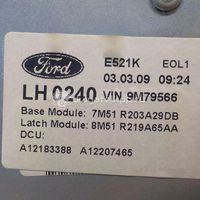 Ford
E521K EOL1
03.03.09 09:24
LH 0240 VIN 9M79566
Base Module: 7M51 R203A29DB
Latch Module: 8M51 R219A65AA
DCU:
A12183388 A12207465